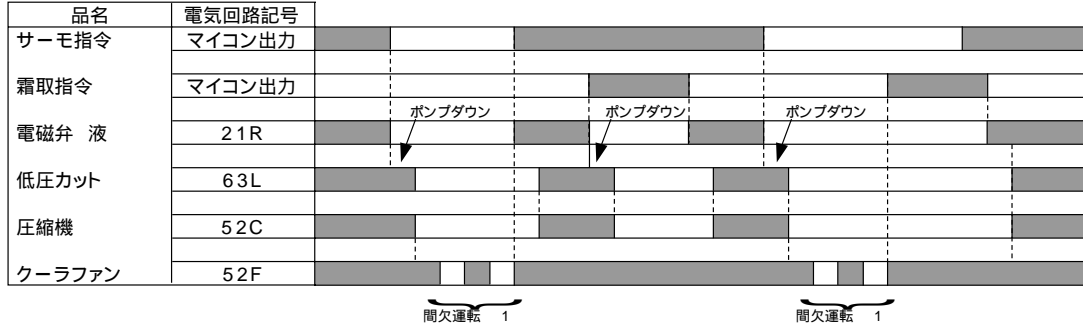 品名 電気回路記号
サーモ指令 マイコン出力
霜取指令 マイコン出力
ポンプダウン ポンプダウン ポンプダウン
電磁弁 液 21R
低圧カット 63L
圧縮機 52C
クーラファン 52F
間欠運転 1 間欠運転 1